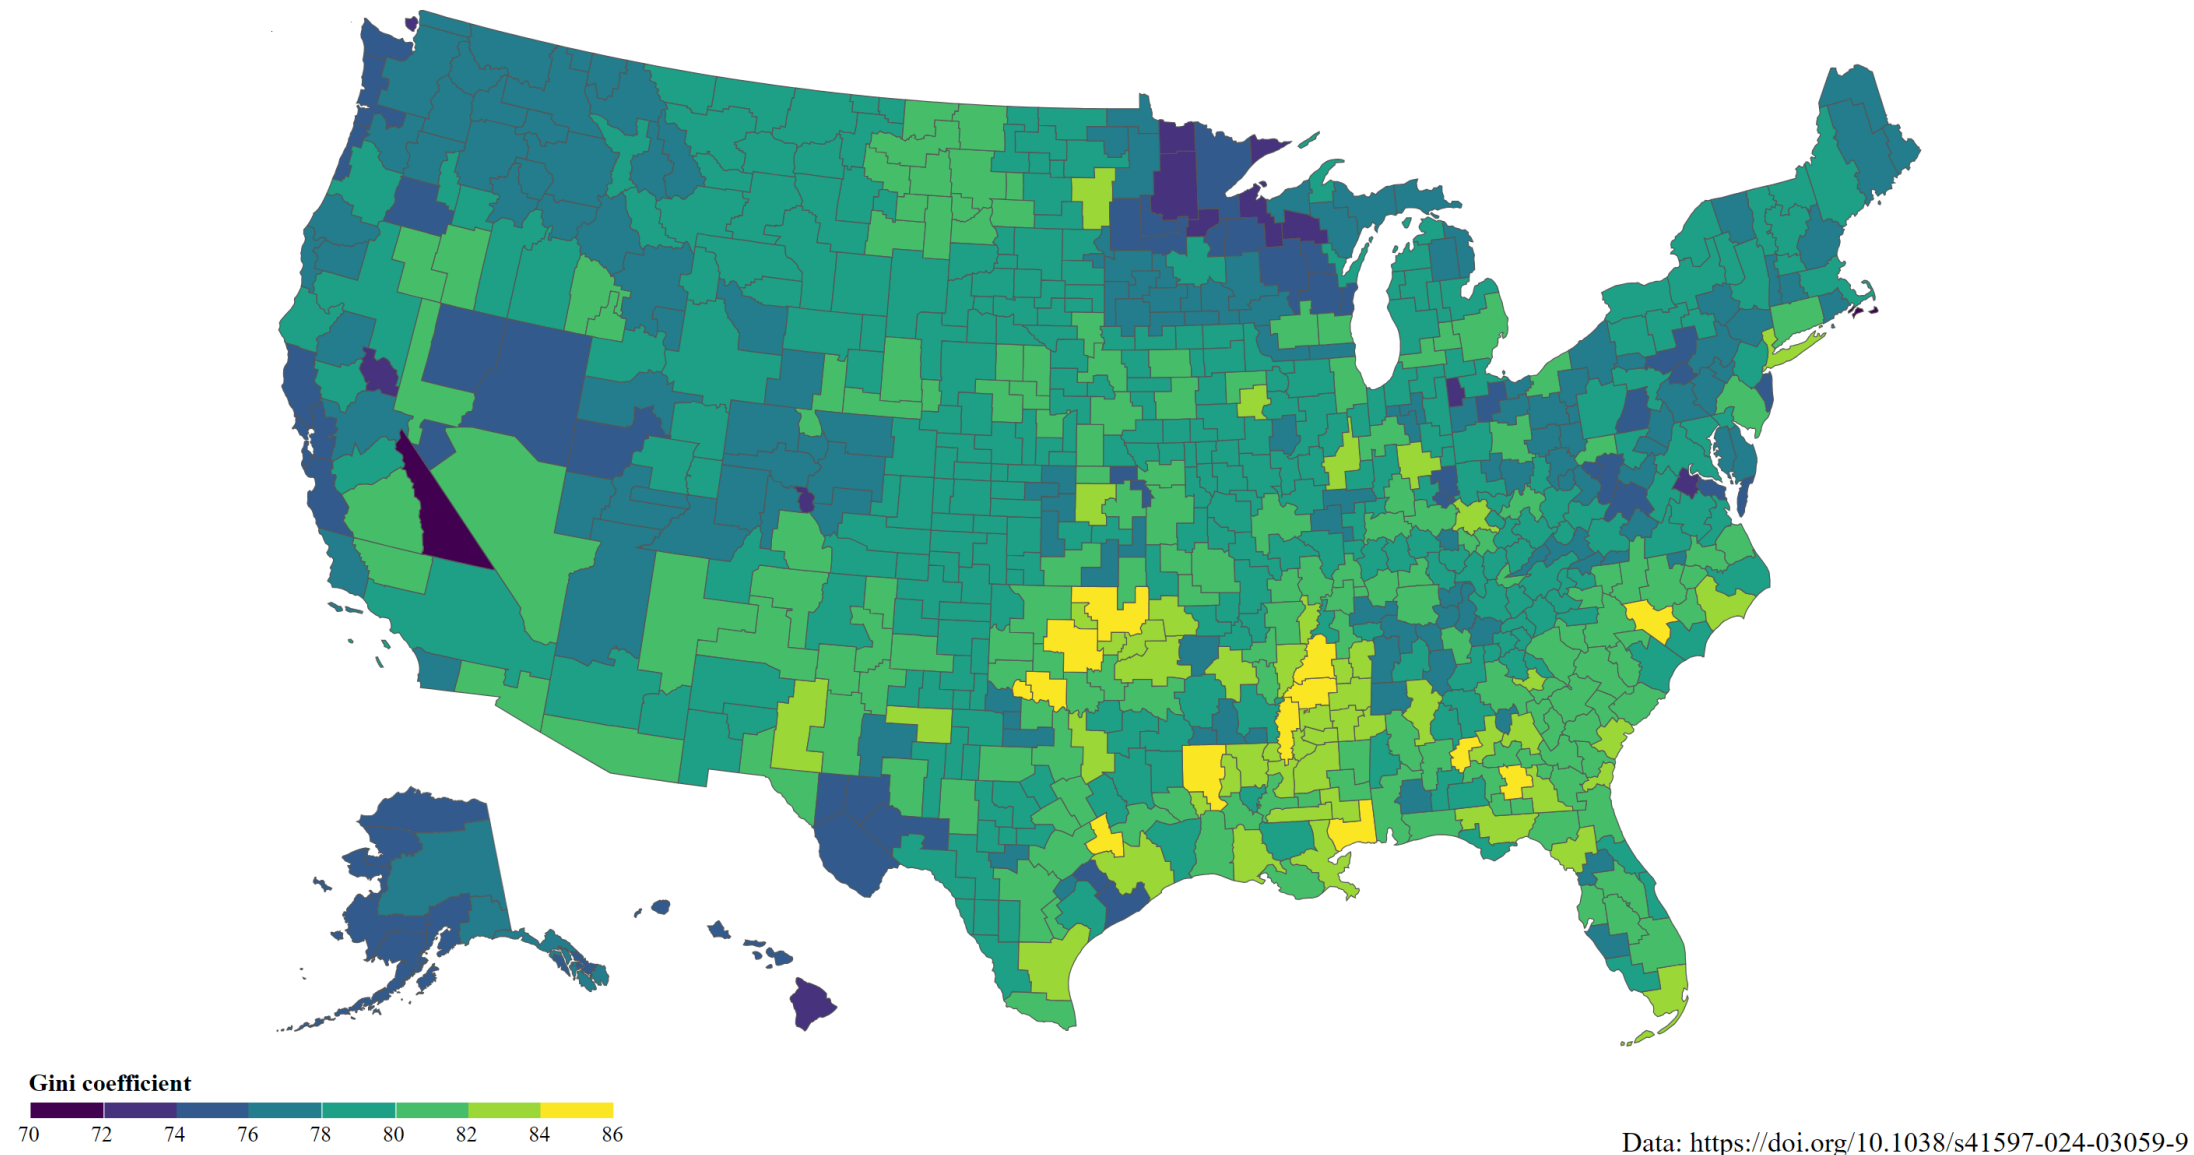 Gini coefficient
70 72 74 76 78 80 82 84 86
Data: https://doi.org/10.1038/s41597-024-03059-9